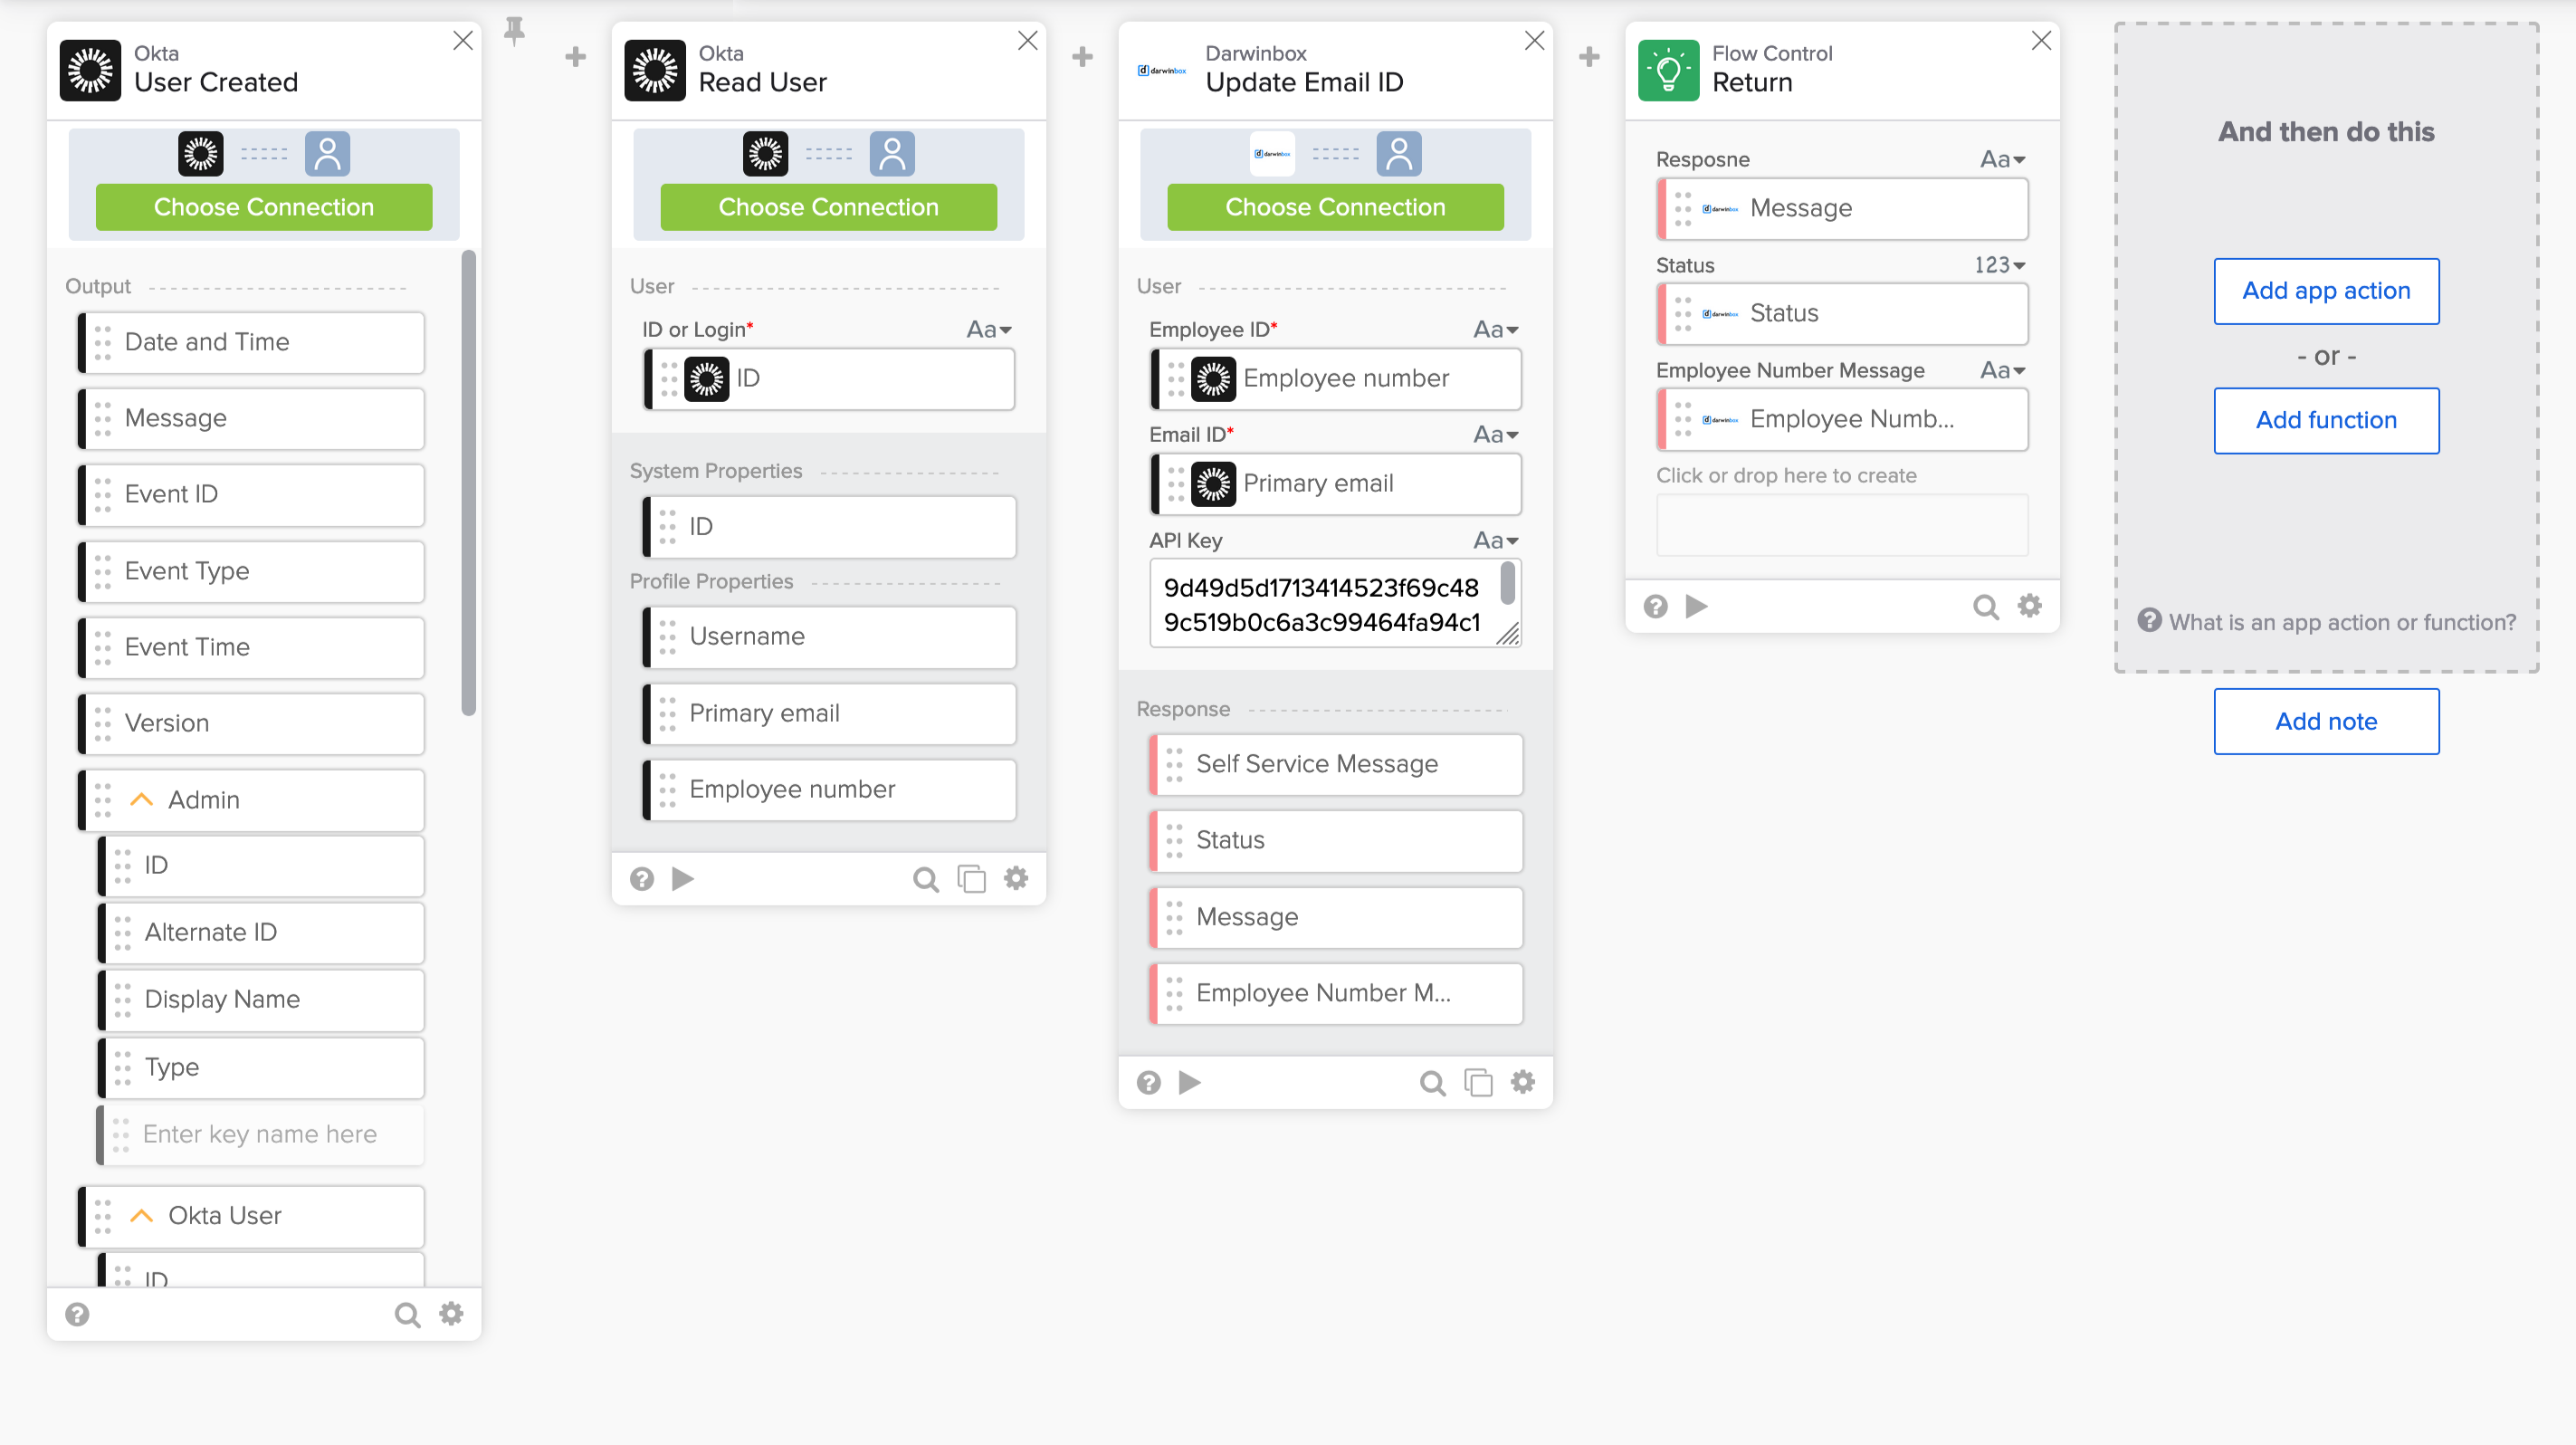 Okta
User Created
Choose Connection
Output
Date and Time
Message
Event ID
Event Type
Event Time
Version
Admin
ID
Alternate ID
Display Name
Type
Enter key name here
Okta User
ID
Okta
Read User
Choose Connection
User
ID or Login*
Aa
ID
System Properties
ID
Profile Properties
Username
Primary email
Employee number
darwinbox
Darwinbox
Update Email ID
darwinbox
Choose Connection
User
Employee ID*
Aa
Employee number
Email ID*
Aa
Primary email
API Key
Aa
9d49d5d1713414523f69c48
9c519b0c6a3c99464fa94c1
Response
Self Service Message
Status
Message
Employee Number M...
Flow Control
Return
Resposne
Aa
darwinbox Message
Status
123
darwinbox Status
Employee Number Message
Aa
darwinbox Employee Numb...
Click or drop here to create
And then do this
Add app action
- or -
Add function
What is an app action or function?
Add note